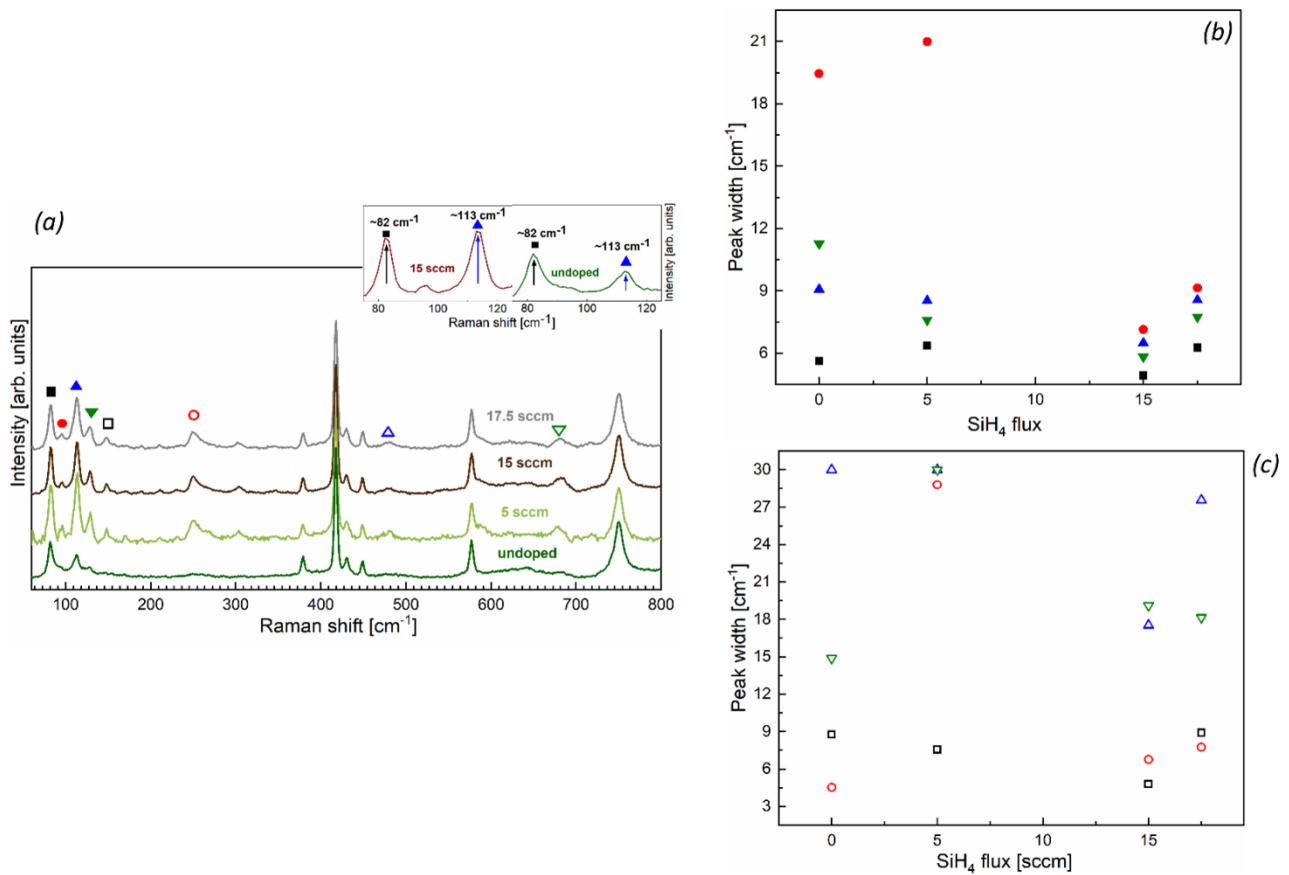 (a)
~82 cm-1
~113 cm-1
15 sccm
~82 cm-1
~113 cm-1
undoped
80 100 120
80 100 120
Raman shift [cm-1]
Intensity [arb. units]
17.5 sccm
15 sccm
5 sccm
undoped
Intensity [arb. units]
100 200 300 400 500 600 700 800
Raman shift [cm-1]
(b)
21
18
15
12
9
6
Peak width [cm-1]
0 5 10 15
SiH4 flux
(c)
30
27
24
21
18
15
12
9
6
3
Peak width [cm-1]
0 5 10 15
SiH4 flux [sccm]